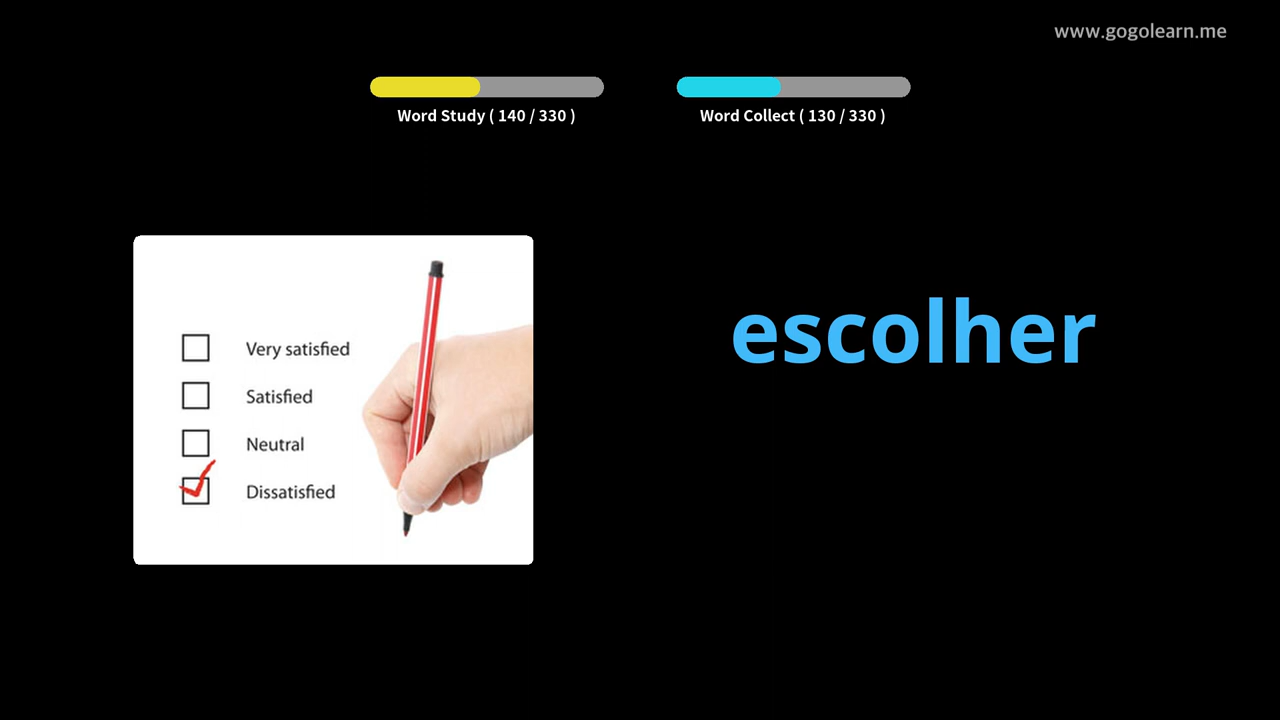 www.gogolearn.me
Word Study ( 140 / 330 )
Word Collect ( 130 / 330 )
Very satisfied
Satisfied
Neutral
Dissatisfied
escolher